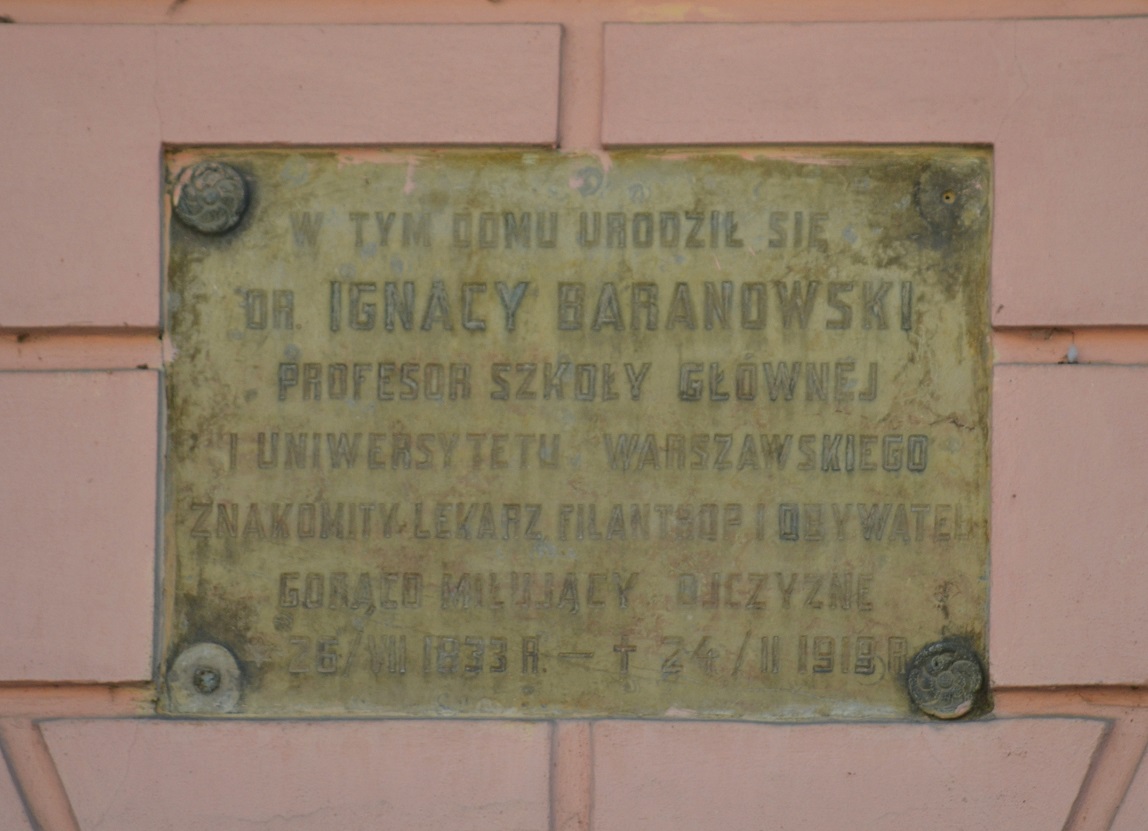 W TYM DOMU URODZIŁ SIĘ
DR. IGNACY BARANOWSKI
PROFESOR SZKOŁY GŁÓWNEJ
I UNIWERSYTETU WARSZAWSKIEGO
ZNAKOMITY LEKARZ FILANTROP I OBYWATEL
GORĄCO MIŁUJĄCY OJCZYZNĘ
* 26/VII 1833 R. — † 24/II 1919 R.